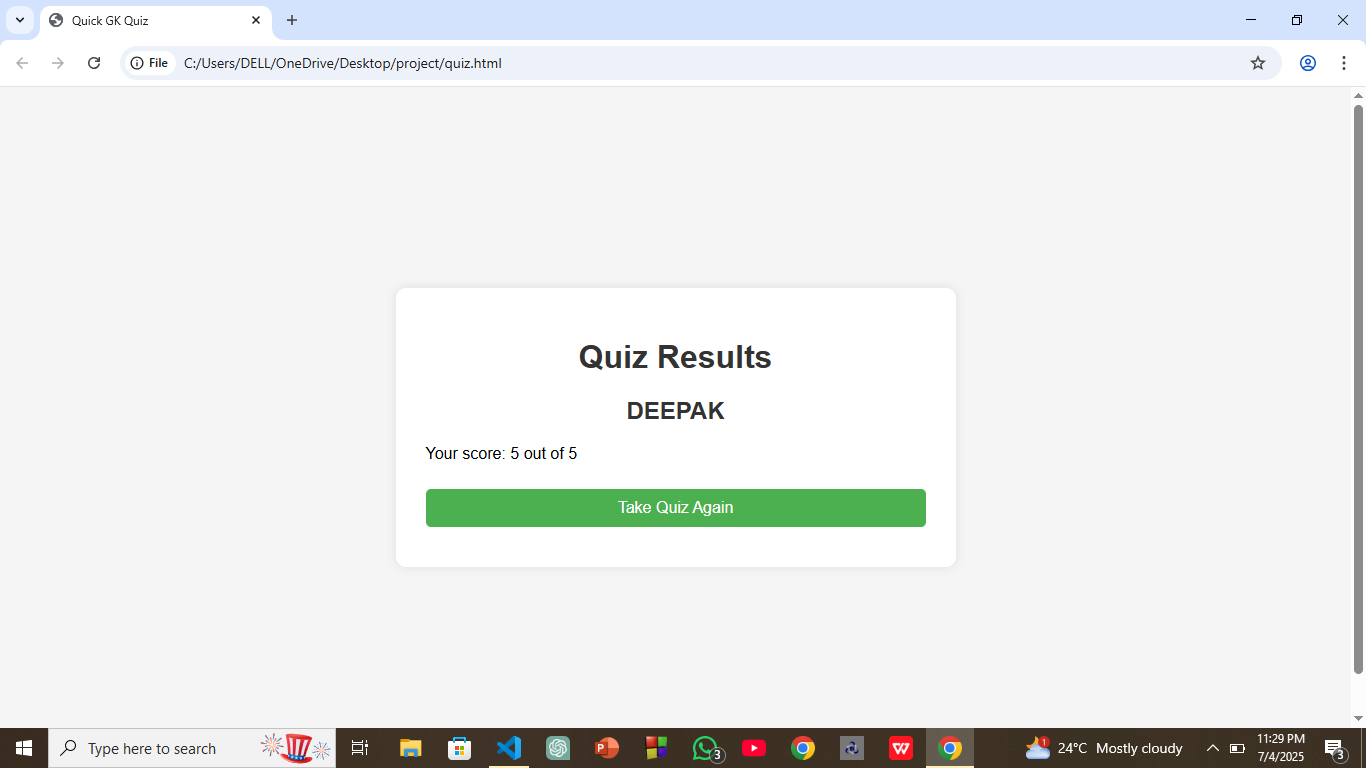 Quick GK Quiz
File
C:/Users/DELL/OneDrive/Desktop/project/quiz.html
Quiz Results
DEEPAK
Your score: 5 out of 5
Take Quiz Again
Type here to search
3
1
24°C Mostly cloudy
11:29 PM
7/4/2025
3